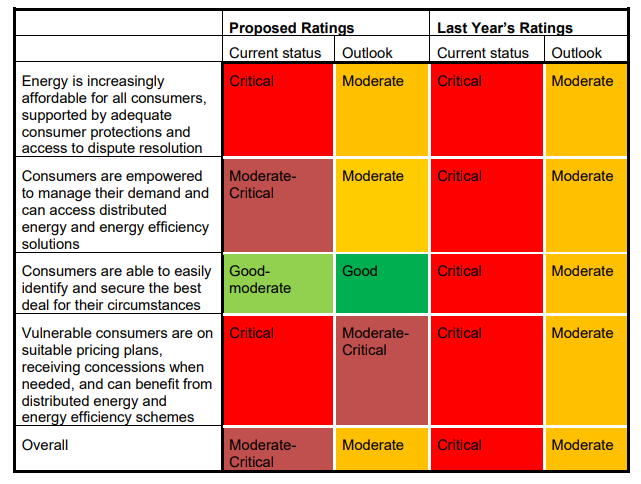 Proposed Ratings Last Year's Ratings
Current status Outlook Current status Outlook
Energy is increasingly
affordable for all consumers,
supported by adequate
consumer protections and
access to dispute resolution
Critical Moderate Critical Moderate
Consumers are empowered
to manage their demand and
can access distributed
energy and energy efficiency
solutions
Moderate-
Critical
Moderate Critical Moderate
Consumers are able to easily
identify and secure the best
deal for their circumstances
Good-
moderate
Good Critical Moderate
Vulnerable consumers are on
suitable pricing plans,
receiving concessions when
needed, and can benefit from
distributed energy and
energy efficiency schemes
Critical
Moderate-
Critical
Critical Moderate
Overall
Moderate-
Critical
Moderate Critical Moderate